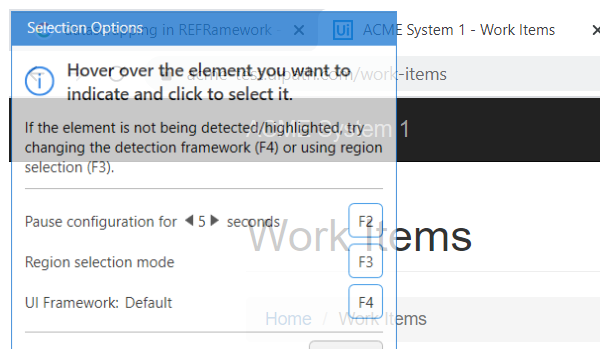 Selection Options
Hover over the element you want to
indicate and click to select it.
If the element is not being detected/highlighted, try
changing the detection framework (F4) or using region
selection (F3).
Pause configuration for 5 seconds
F2
Region selection mode
F3
UI Framework: Default
F4
in REFRamework
Ui
ACME System 1 - Work Items
/work-items
ACME System 1
Work Items
Home / Work Items